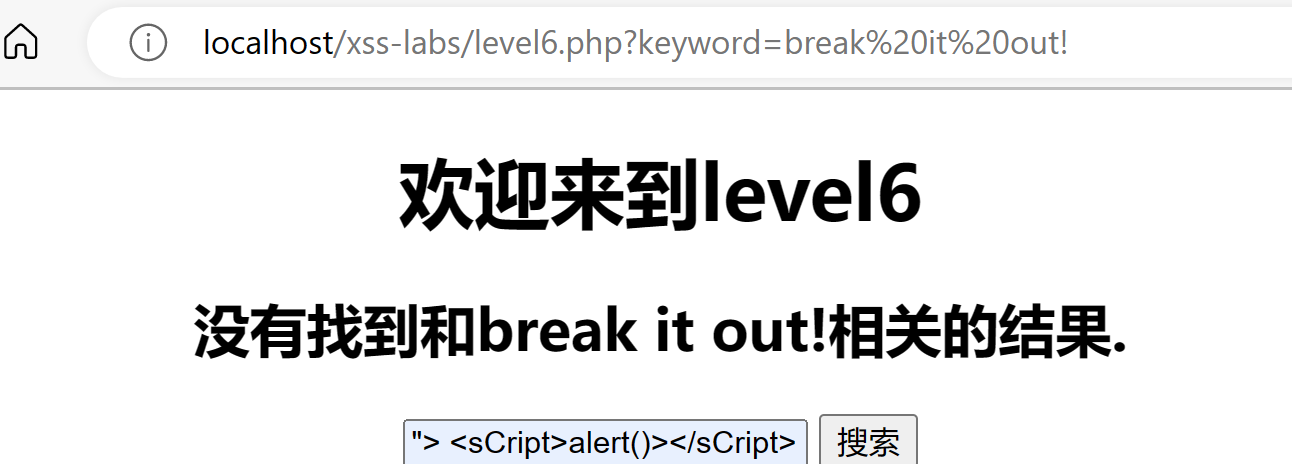 localhost/xss-labs/level6.php?keyword=break%20it%20out!
欢迎来到level6
没有找到和break it out!相关的结果.
"> <sCript>alert()></sCript> 搜索